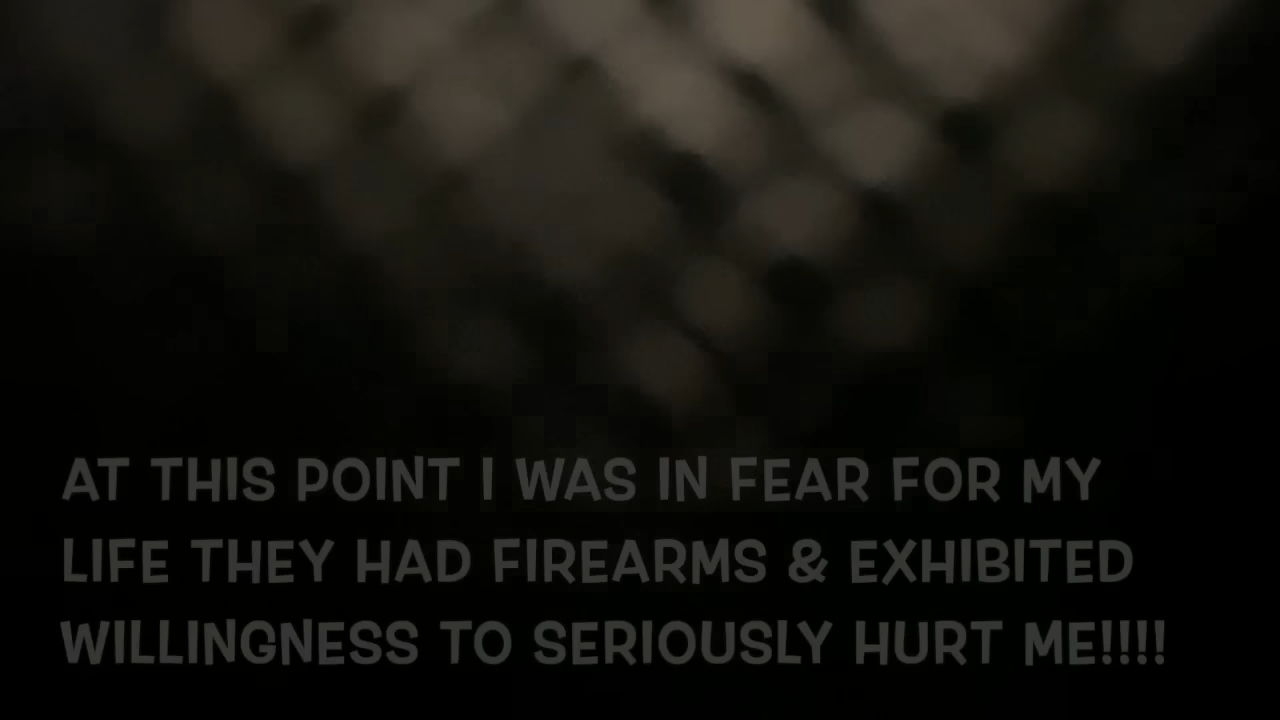 AT THIS POINT I WAS IN FEAR FOR MY
LIFE THEY HAD FIREARMS & EXHIBITED
WILLINGNESS TO SERIOUSLY HURT ME!!!!